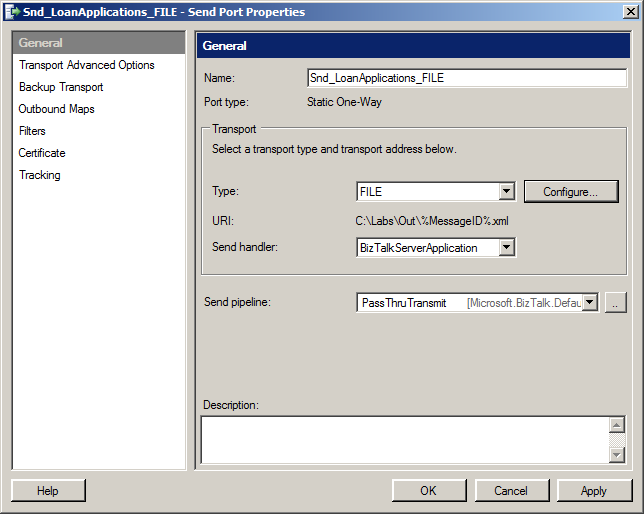 Snd_LoanApplications_FILE - Send Port Properties
General
Transport Advanced Options
Backup Transport
Outbound Maps
Filters
Certificate
Tracking
General
Name: Snd_LoanApplications_FILE
Port type: Static One-Way
Transport
Select a transport type and transport address below.
Type: FILE Configure...
URI: C:\Labs\Out\%MessageID%.xml
Send handler: BizTalkServerApplication
Send pipeline: PassThruTransmit [Microsoft.BizTalk.Defau ..
Description:
Help OK Cancel Apply